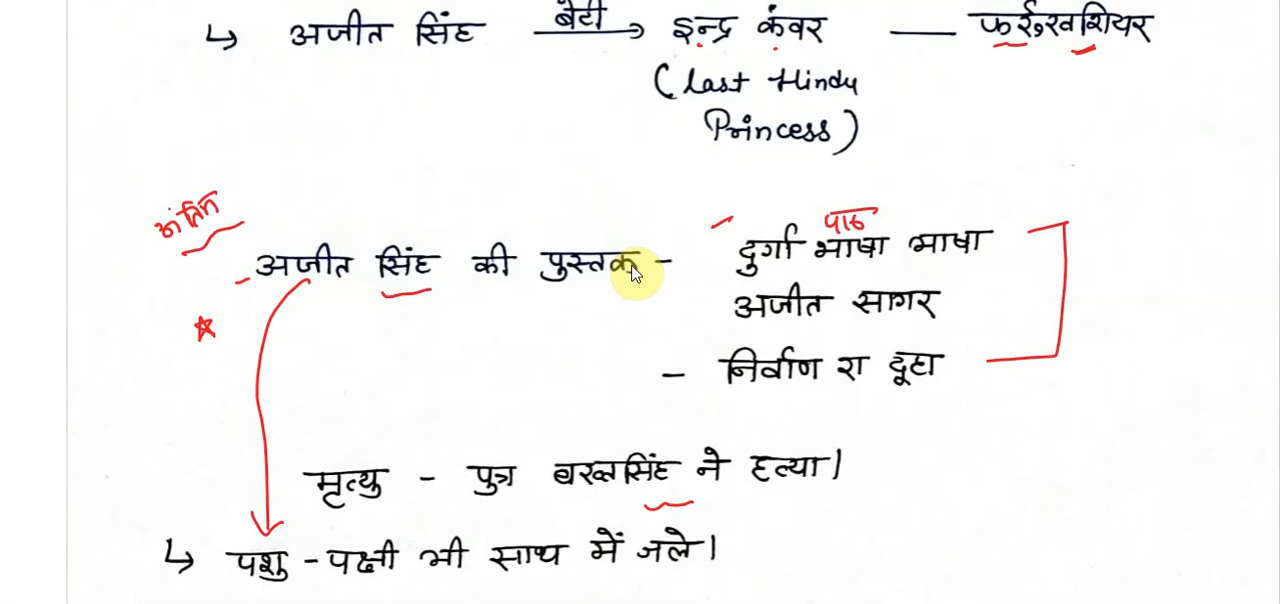 ↳ अजीत सिंह बेटी → इन्द्र कंवर — फर्रुखशियर
(last Hindu
Princess)
अंतिम
पाठ
अजीत सिंह की पुस्तक - दुर्गा भाषा भाषा
अजीत सागर
- निर्वाण रा दूहा
मृत्यु - पुत्र बख्तसिंह ने हत्या।
↳ पशु - पक्षी भी साथ में जले।